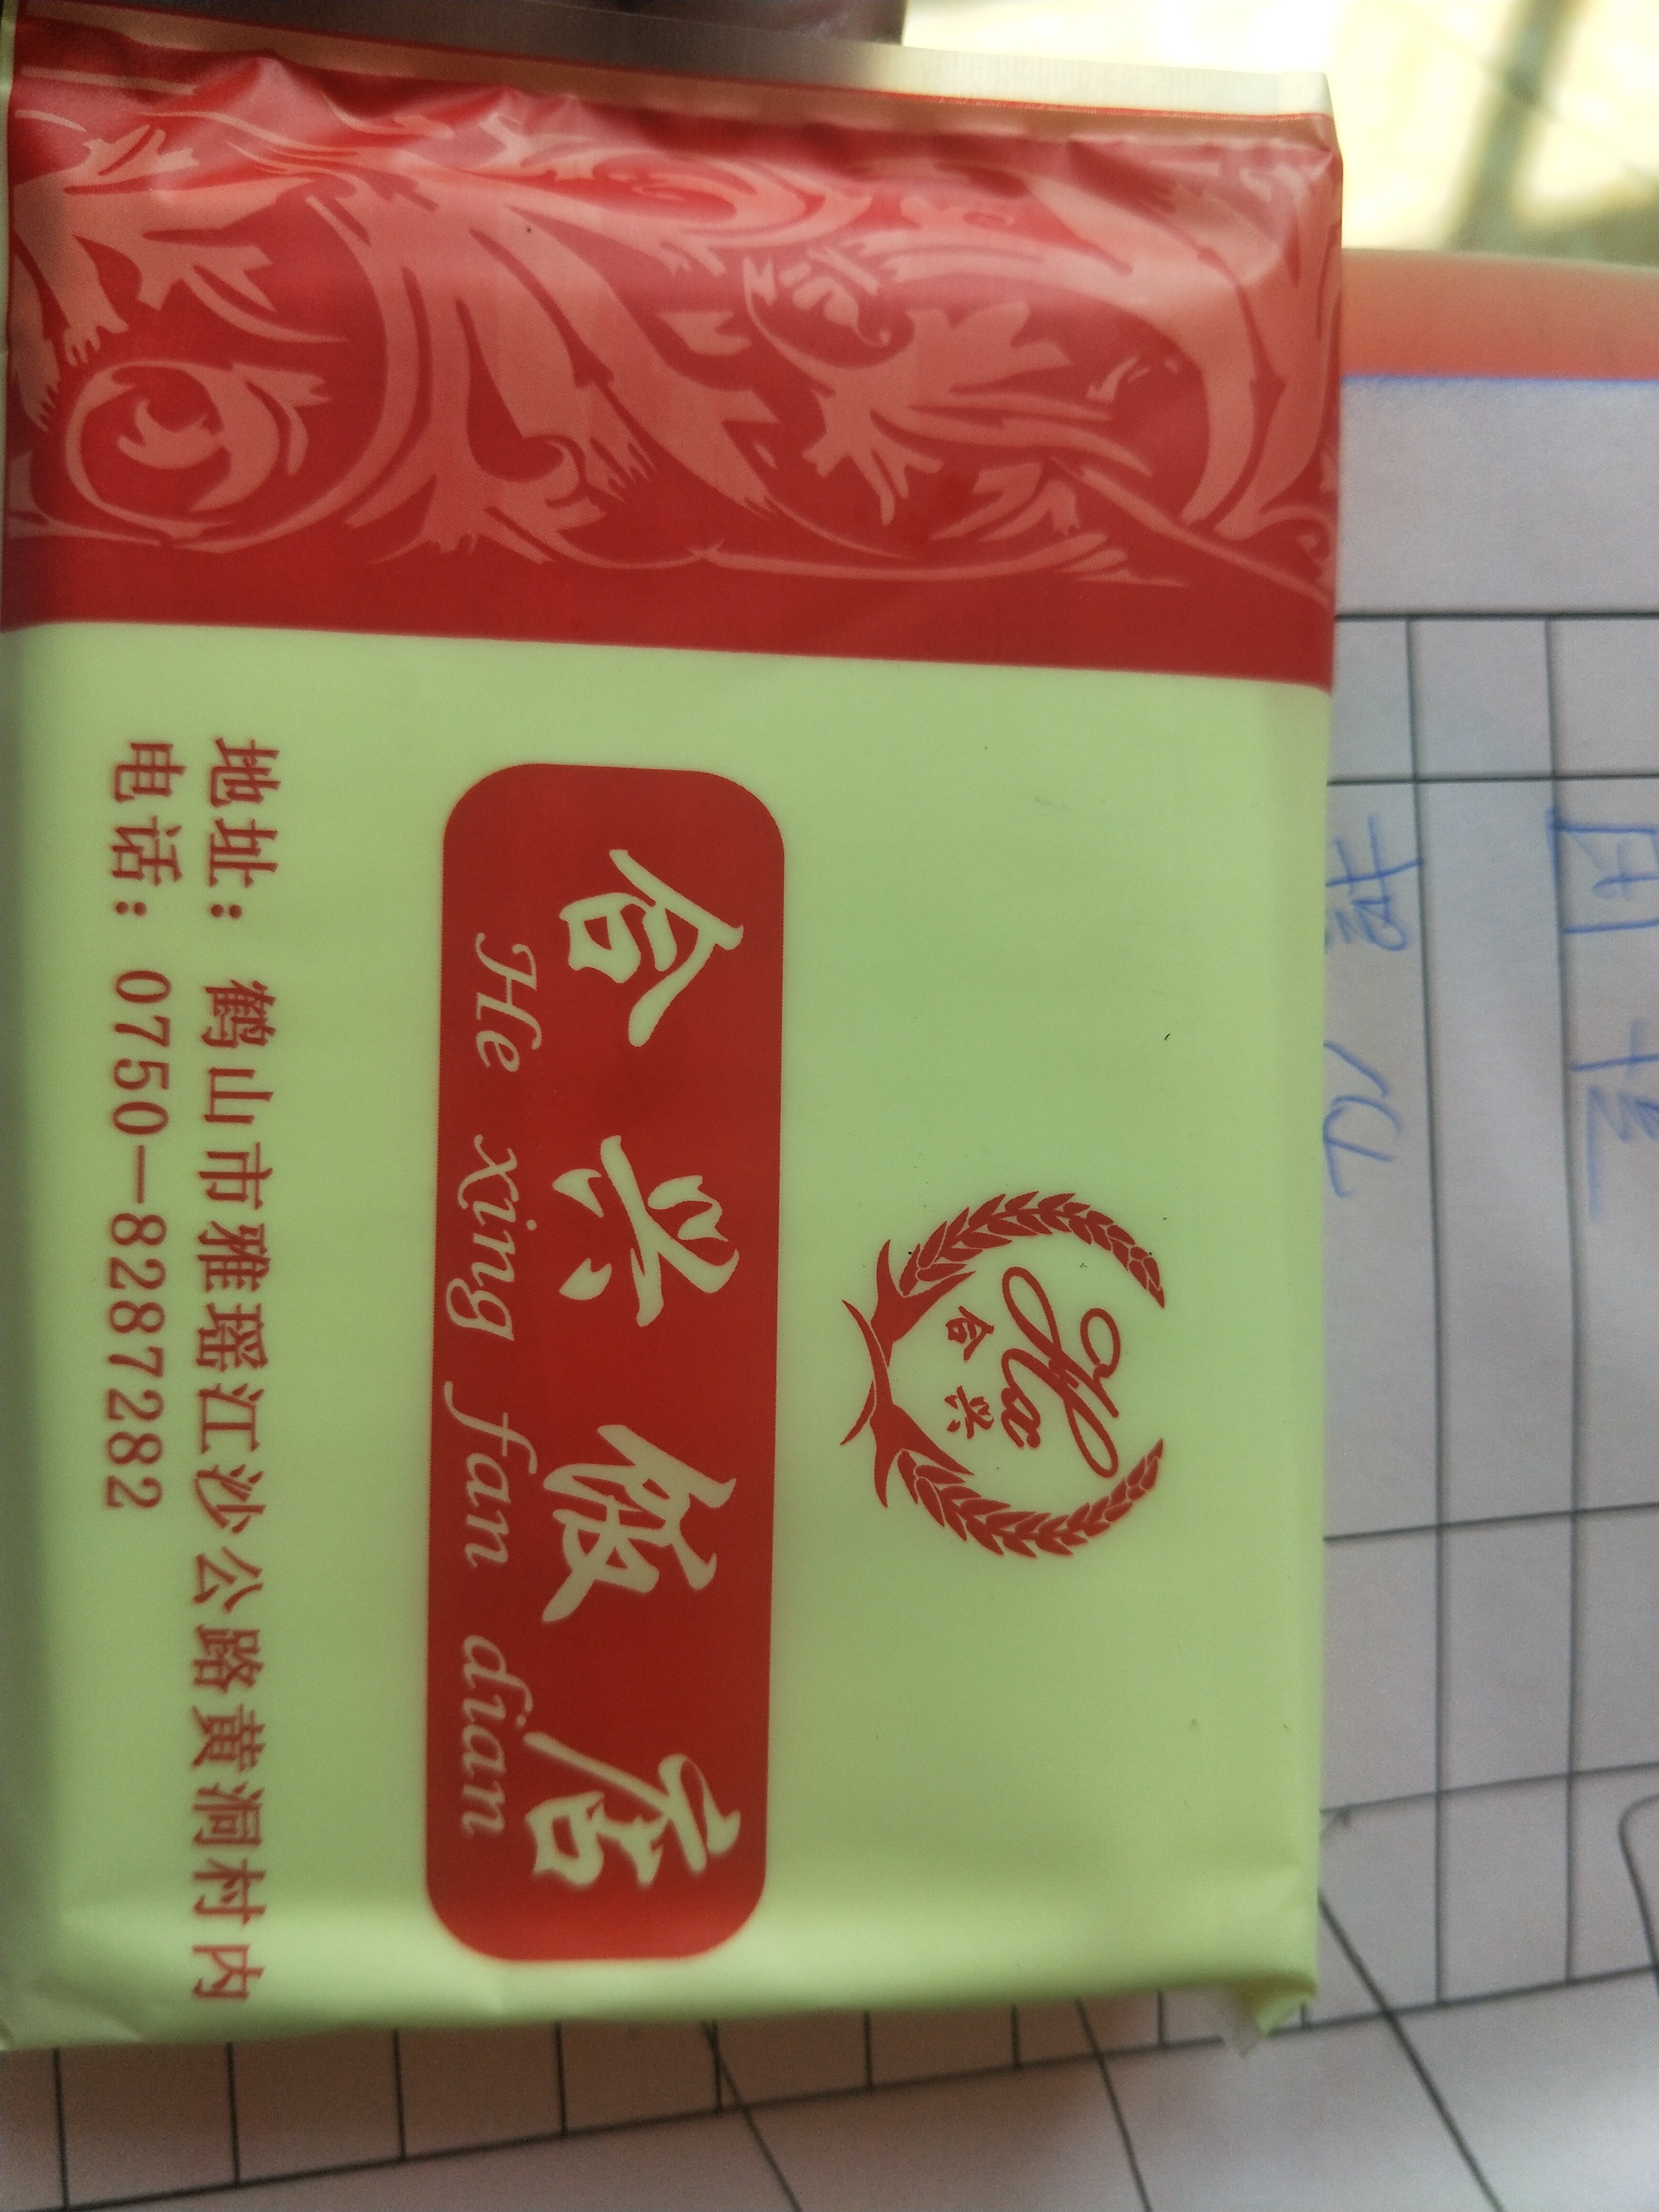 合兴
合兴饭店
He xing fan dian
地址：鹤山市雅瑶江沙公路黄洞村内
电话：0750-8287282